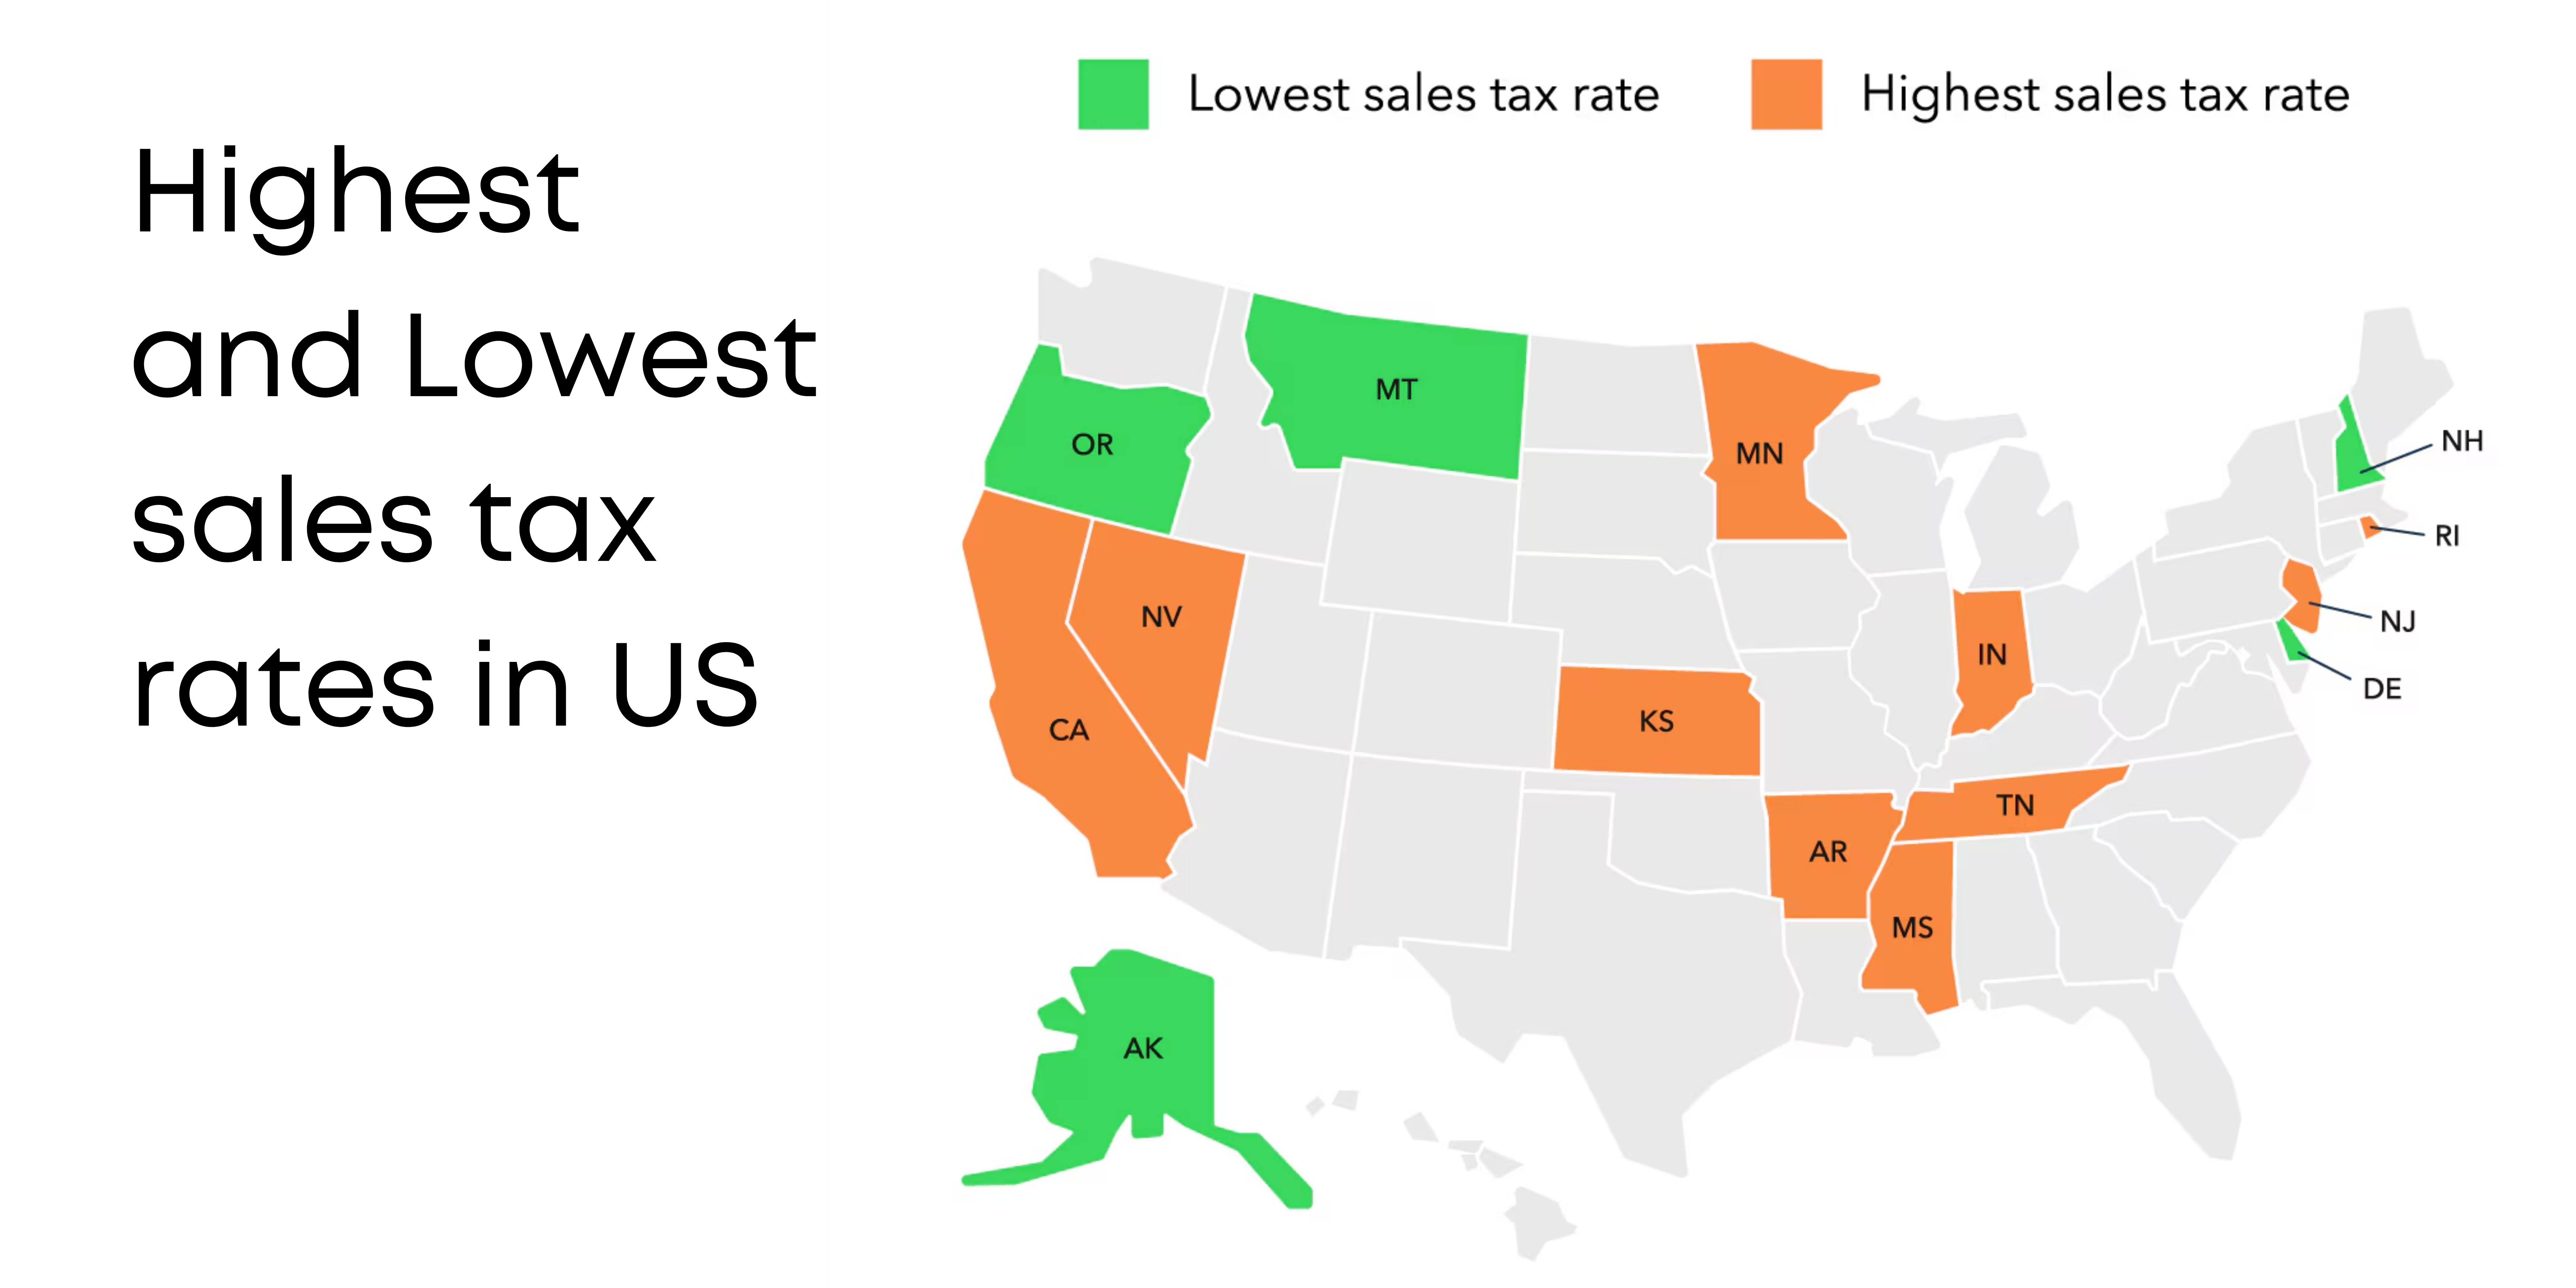 Highest
and Lowest
sales tax
rates in US
Lowest sales tax rate
Highest sales tax rate
MT
OR
MN
NH
RI
NV
NJ
IN
DE
KS
CA
TN
AR
MS
AK